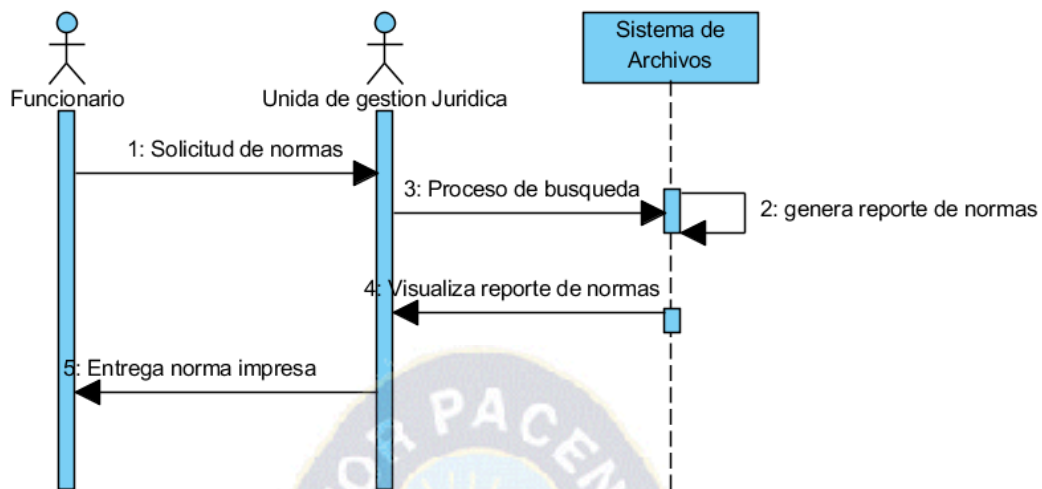 Sistema de
Archivos
Funcionario
Unida de gestion Juridica
1: Solicitud de normas
3: Proceso de busqueda
2: genera reporte de normas
4: Visualiza reporte de normas
5: Entrega norma impresa